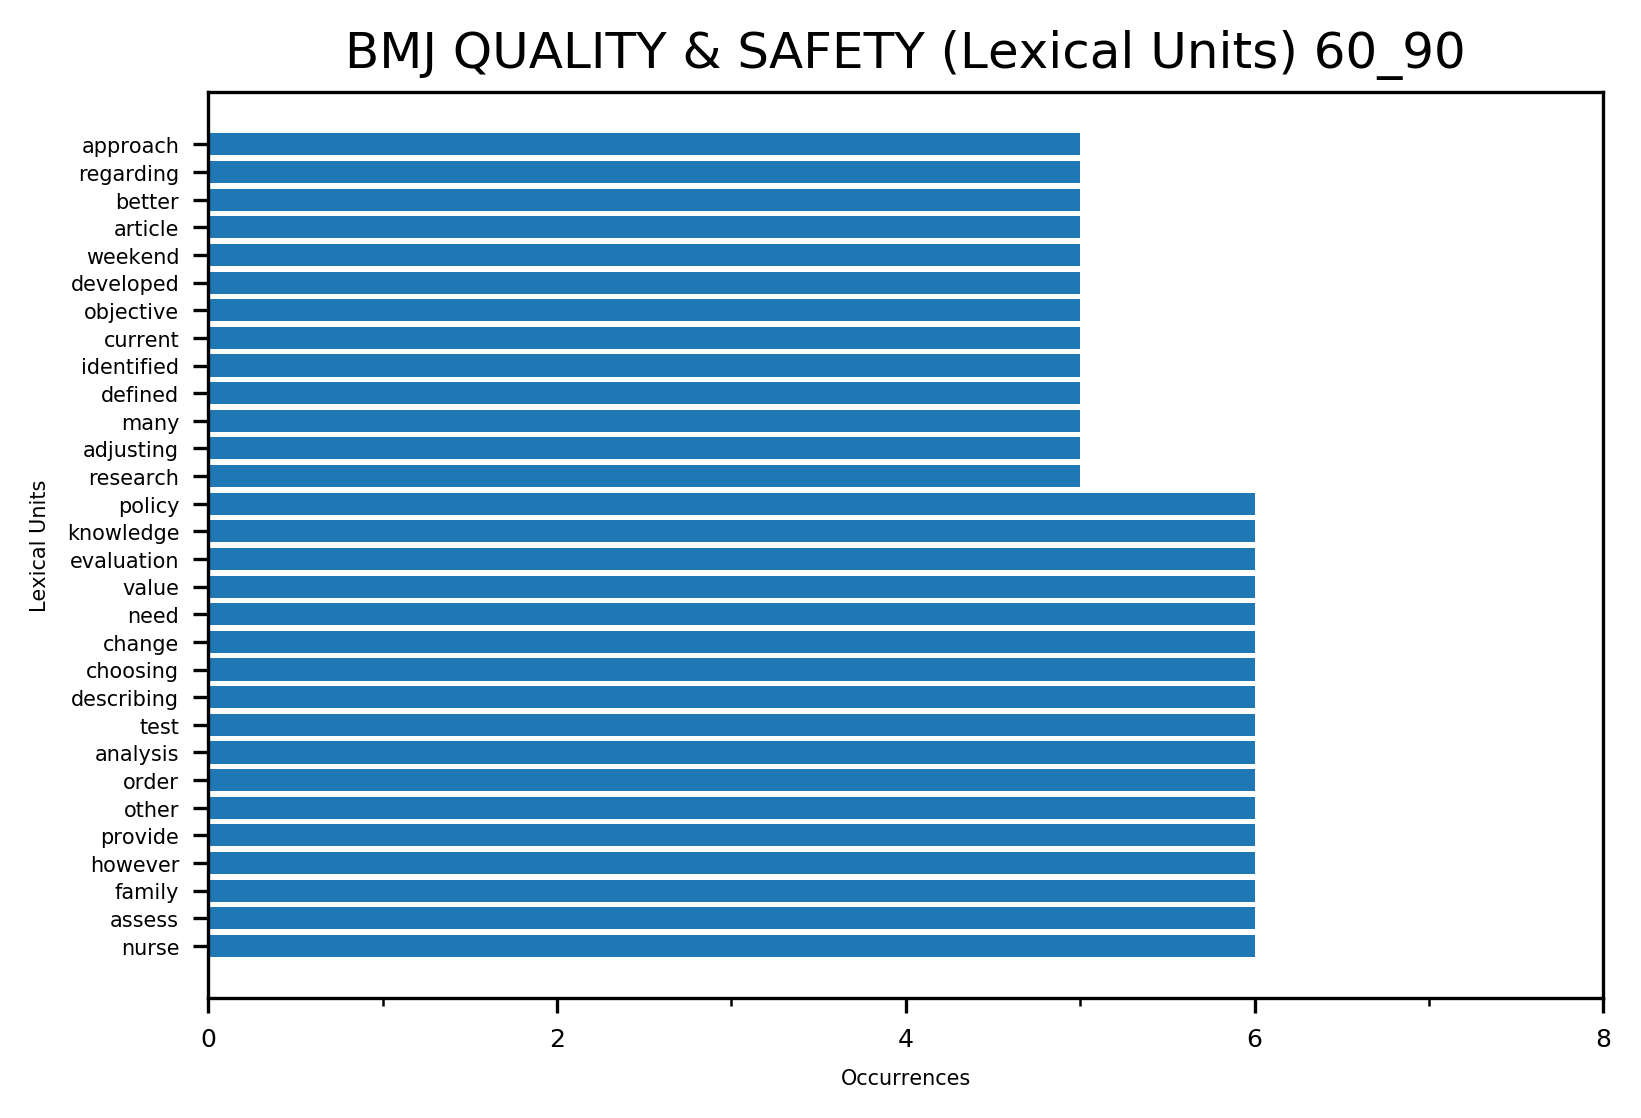 BMJ QUALITY & SAFETY (Lexical Units) 60_90
approach
regarding
better
article
weekend
developed
objective
current
identified
defined
many
adjusting
research
policy
knowledge
evaluation
value
need
change
choosing
describing
test
analysis
order
other
provide
however
family
assess
nurse
Lexical Units
0 2 4 6 8
Occurrences